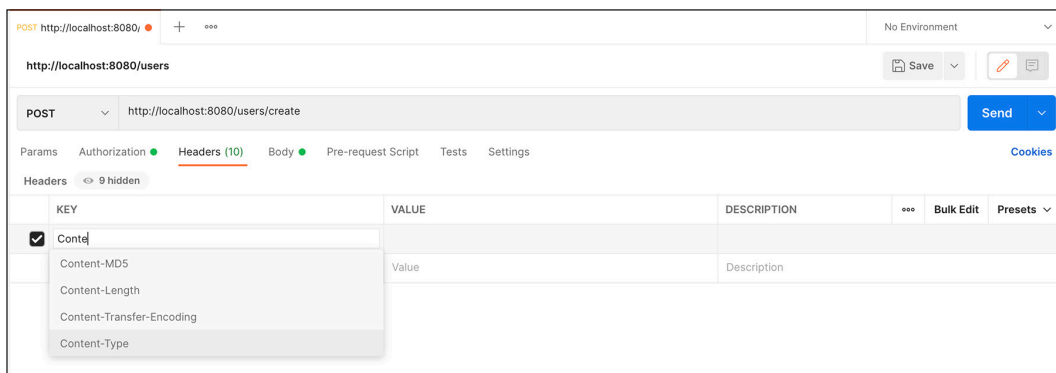 POST http://localhost:8080/ No Environment
http://localhost:8080/users Save
POST http://localhost:8080/users/create Send
Params Authorization Headers (10) Body Pre-request Script Tests Settings Cookies
Headers 9 hidden
KEY VALUE DESCRIPTION Bulk Edit Presets
Conte
Content-MD5 Value Description
Content-Length
Content-Transfer-Encoding
Content-Type